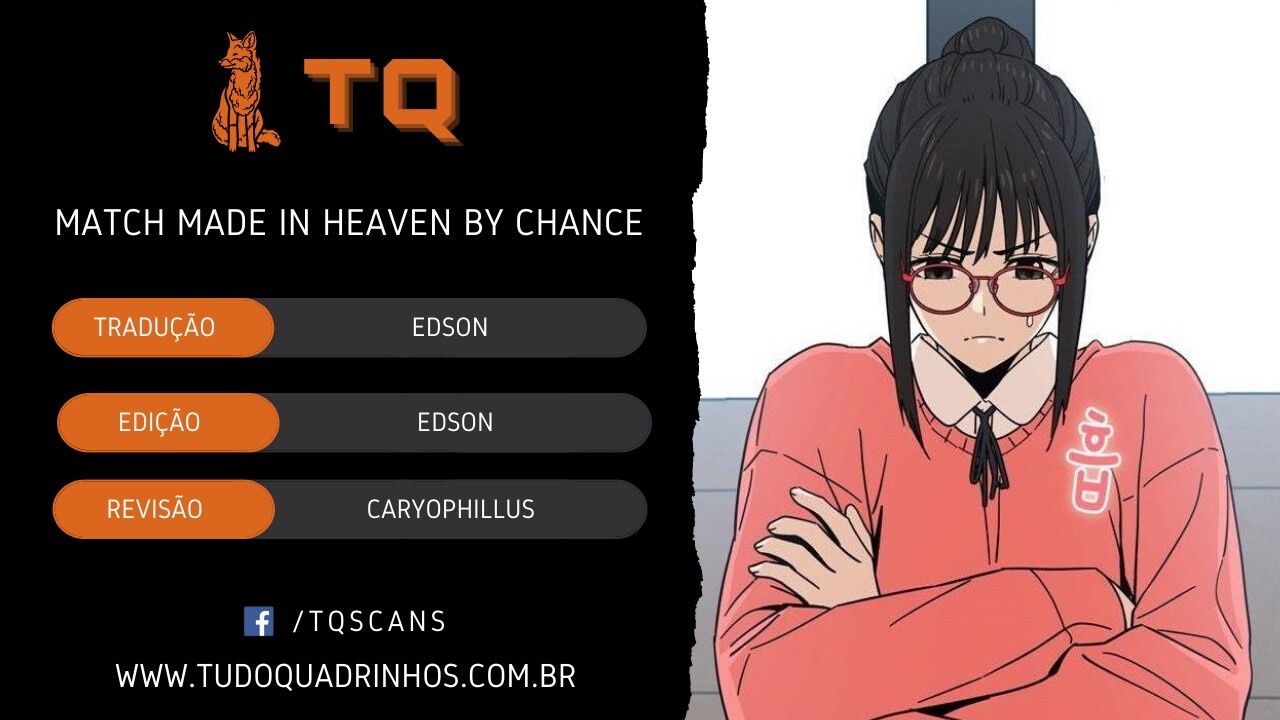 TQ
MATCH MADE IN HEAVEN BY CHANCE
TRADUÇÃO EDSON
EDIÇÃO EDSON
REVISÃO CARYOPHILLUS
/TQSCANS
WWW.TUDOQUADRINHOS.COM.BR
흡